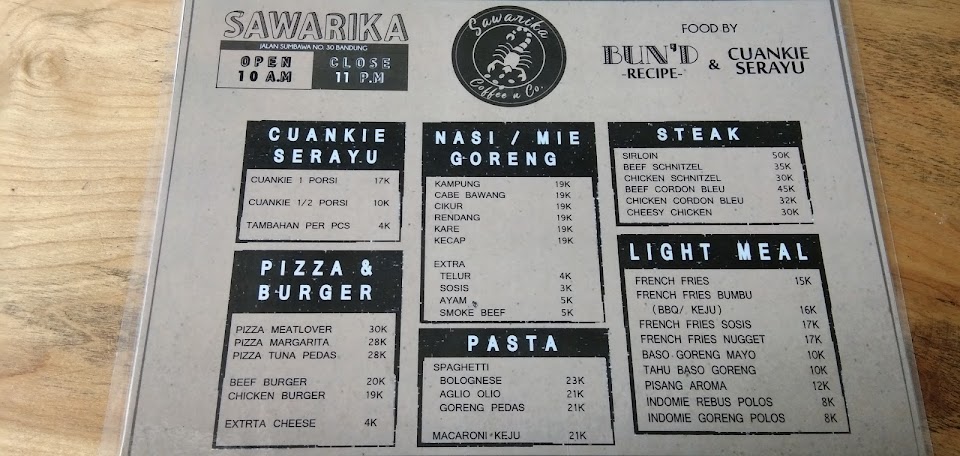 SAWARIKA
JALAN SUMBAWA NO. 30 BANDUNG
OPEN
10 A.M
CLOSE
11 P.M
Sawarika
Coffee n Co.
FOOD BY
BUN'D
-RECIPE-
&
CUANKIE
SERAYU
CUANKIE
SERAYU
CUANKIE 1 PORSI 17K
CUANKIE 1/2 PORSI 10K
TAMBAHAN PER PCS 4K
PIZZA &
BURGER
PIZZA MEATLOVER 30K
PIZZA MARGARITA 28K
PIZZA TUNA PEDAS 28K
BEEF BURGER 20K
CHICKEN BURGER 19K
EXTRTA CHEESE 4K
NASI / MIE
GORENG
KAMPUNG 19K
CABE BAWANG 19K
CIKUR 19K
RENDANG 19K
KARE 19K
KECAP 19K
EXTRA
TELUR 4K
SOSIS 3K
AYAM 5K
SMOKE BEEF 5K
PASTA
SPAGHETTI
BOLOGNESE 23K
AGLIO OLIO 21K
GORENG PEDAS 21K
MACARONI KEJU 21K
STEAK
SIRLOIN 50K
BEEF SCHNITZEL 35K
CHICKEN SCHNITZEL 30K
BEEF CORDON BLEU 45K
CHICKEN CORDON BLEU 32K
CHEESY CHICKEN 30K
LIGHT MEAL
FRENCH FRIES 15K
FRENCH FRIES BUMBU
(BBQ/ KEJU) 16K
FRENCH FRIES SOSIS 17K
FRENCH FRIES NUGGET 17K
BASO GORENG MAYO 10K
TAHU BASO GORENG 10K
PISANG AROMA 12K
INDOMIE REBUS POLOS 8K
INDOMIE GORENG POLOS 8K